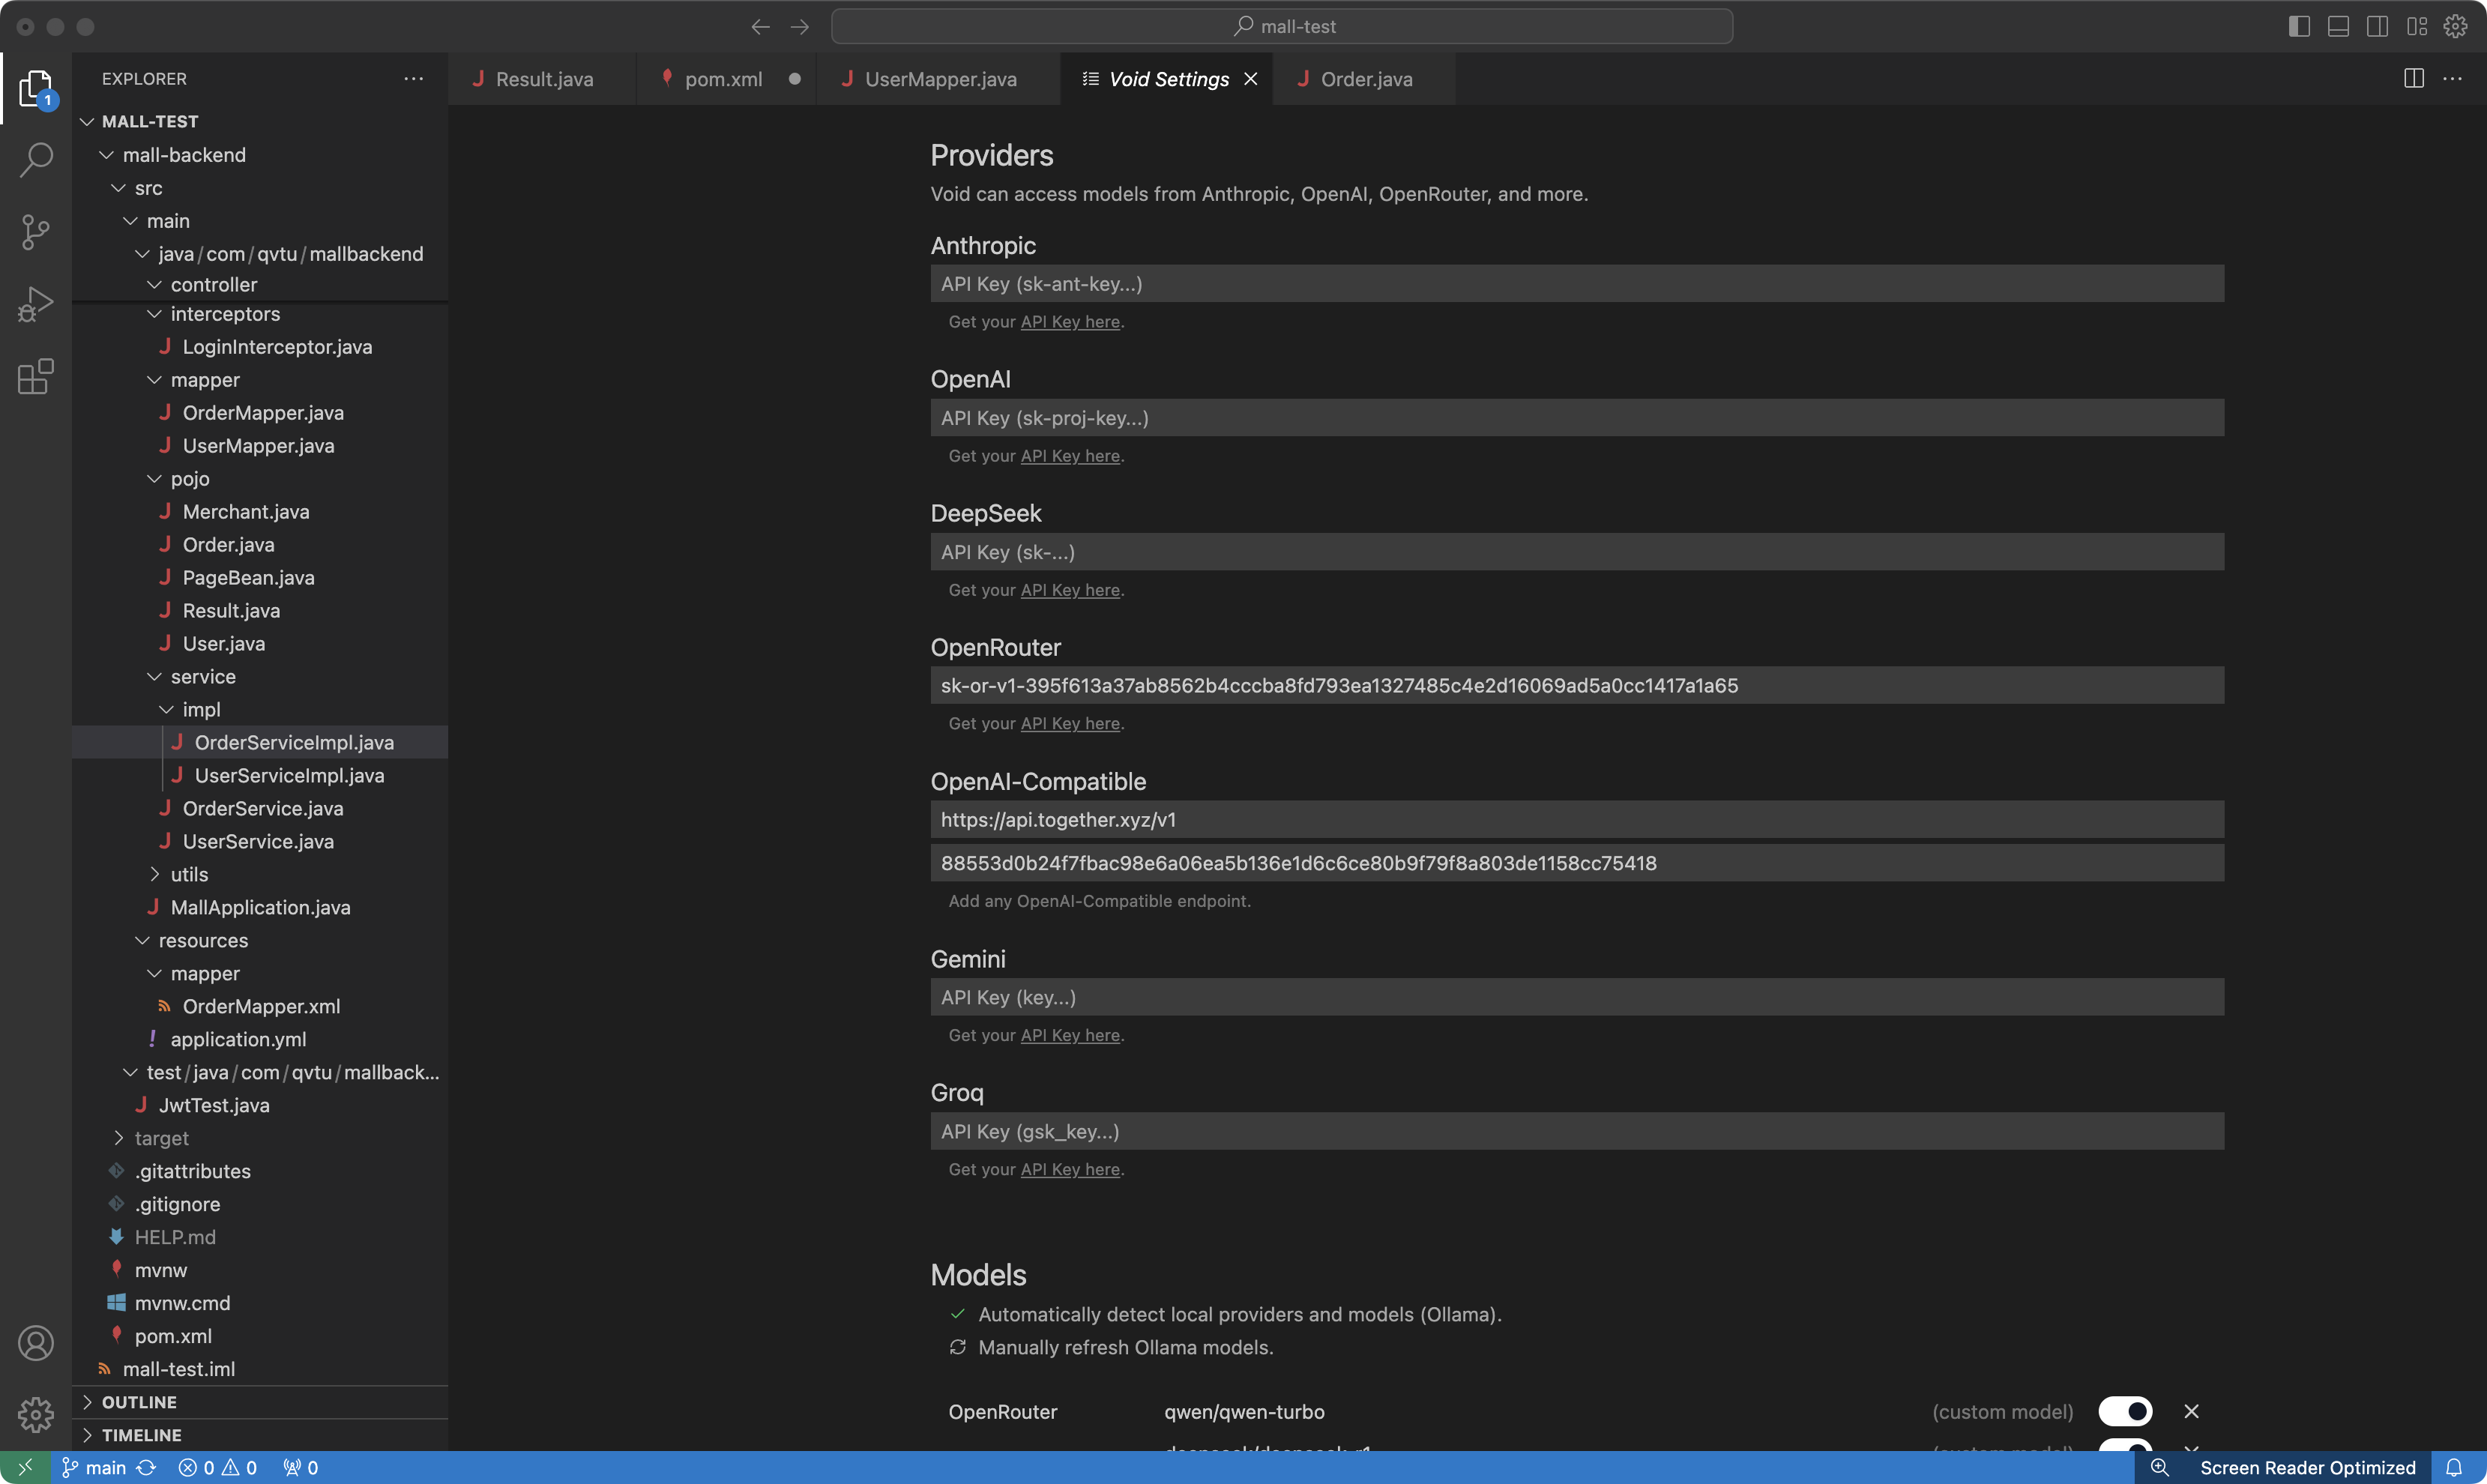 mall-test
EXPLORER
Result.java
pom.xml
UserMapper.java
Void Settings
Order.java
1
MALL-TEST
mall-backend
src
main
java/com/qvtu/mallbackend
controller
interceptors
LoginInterceptor.java
mapper
OrderMapper.java
UserMapper.java
pojo
Merchant.java
Order.java
PageBean.java
Result.java
User.java
service
impl
OrderServiceImpl.java
UserServiceImpl.java
OrderService.java
UserService.java
utils
MallApplication.java
resources
mapper
OrderMapper.xml
application.yml
test/java/com/qvtu/mallback...
JwtTest.java
target
.gitattributes
.gitignore
HELP.md
mvnw
mvnw.cmd
pom.xml
mall-test.iml
OUTLINE
TIMELINE
Providers
Void can access models from Anthropic, OpenAI, OpenRouter, and more.
Anthropic
API Key (sk-ant-key...)
Get your API Key here.
OpenAI
API Key (sk-proj-key...)
Get your API Key here.
DeepSeek
API Key (sk-...)
Get your API Key here.
OpenRouter
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
Get your API Key here.
OpenAI-Compatible
https://api.together.xyz/v1
88553d0b24f7fbac98e6a06ea5b136e1d6c6ce80b9f79f8a803de1158cc75418
Add any OpenAI-Compatible endpoint.
Gemini
API Key (key...)
Get your API Key here.
Groq
API Key (gsk_key...)
Get your API Key here.
Models
Automatically detect local providers and models (Ollama).
Manually refresh Ollama models.
OpenRouter qwen/qwen-turbo (custom model)
main 0 0 0 Screen Reader Optimized